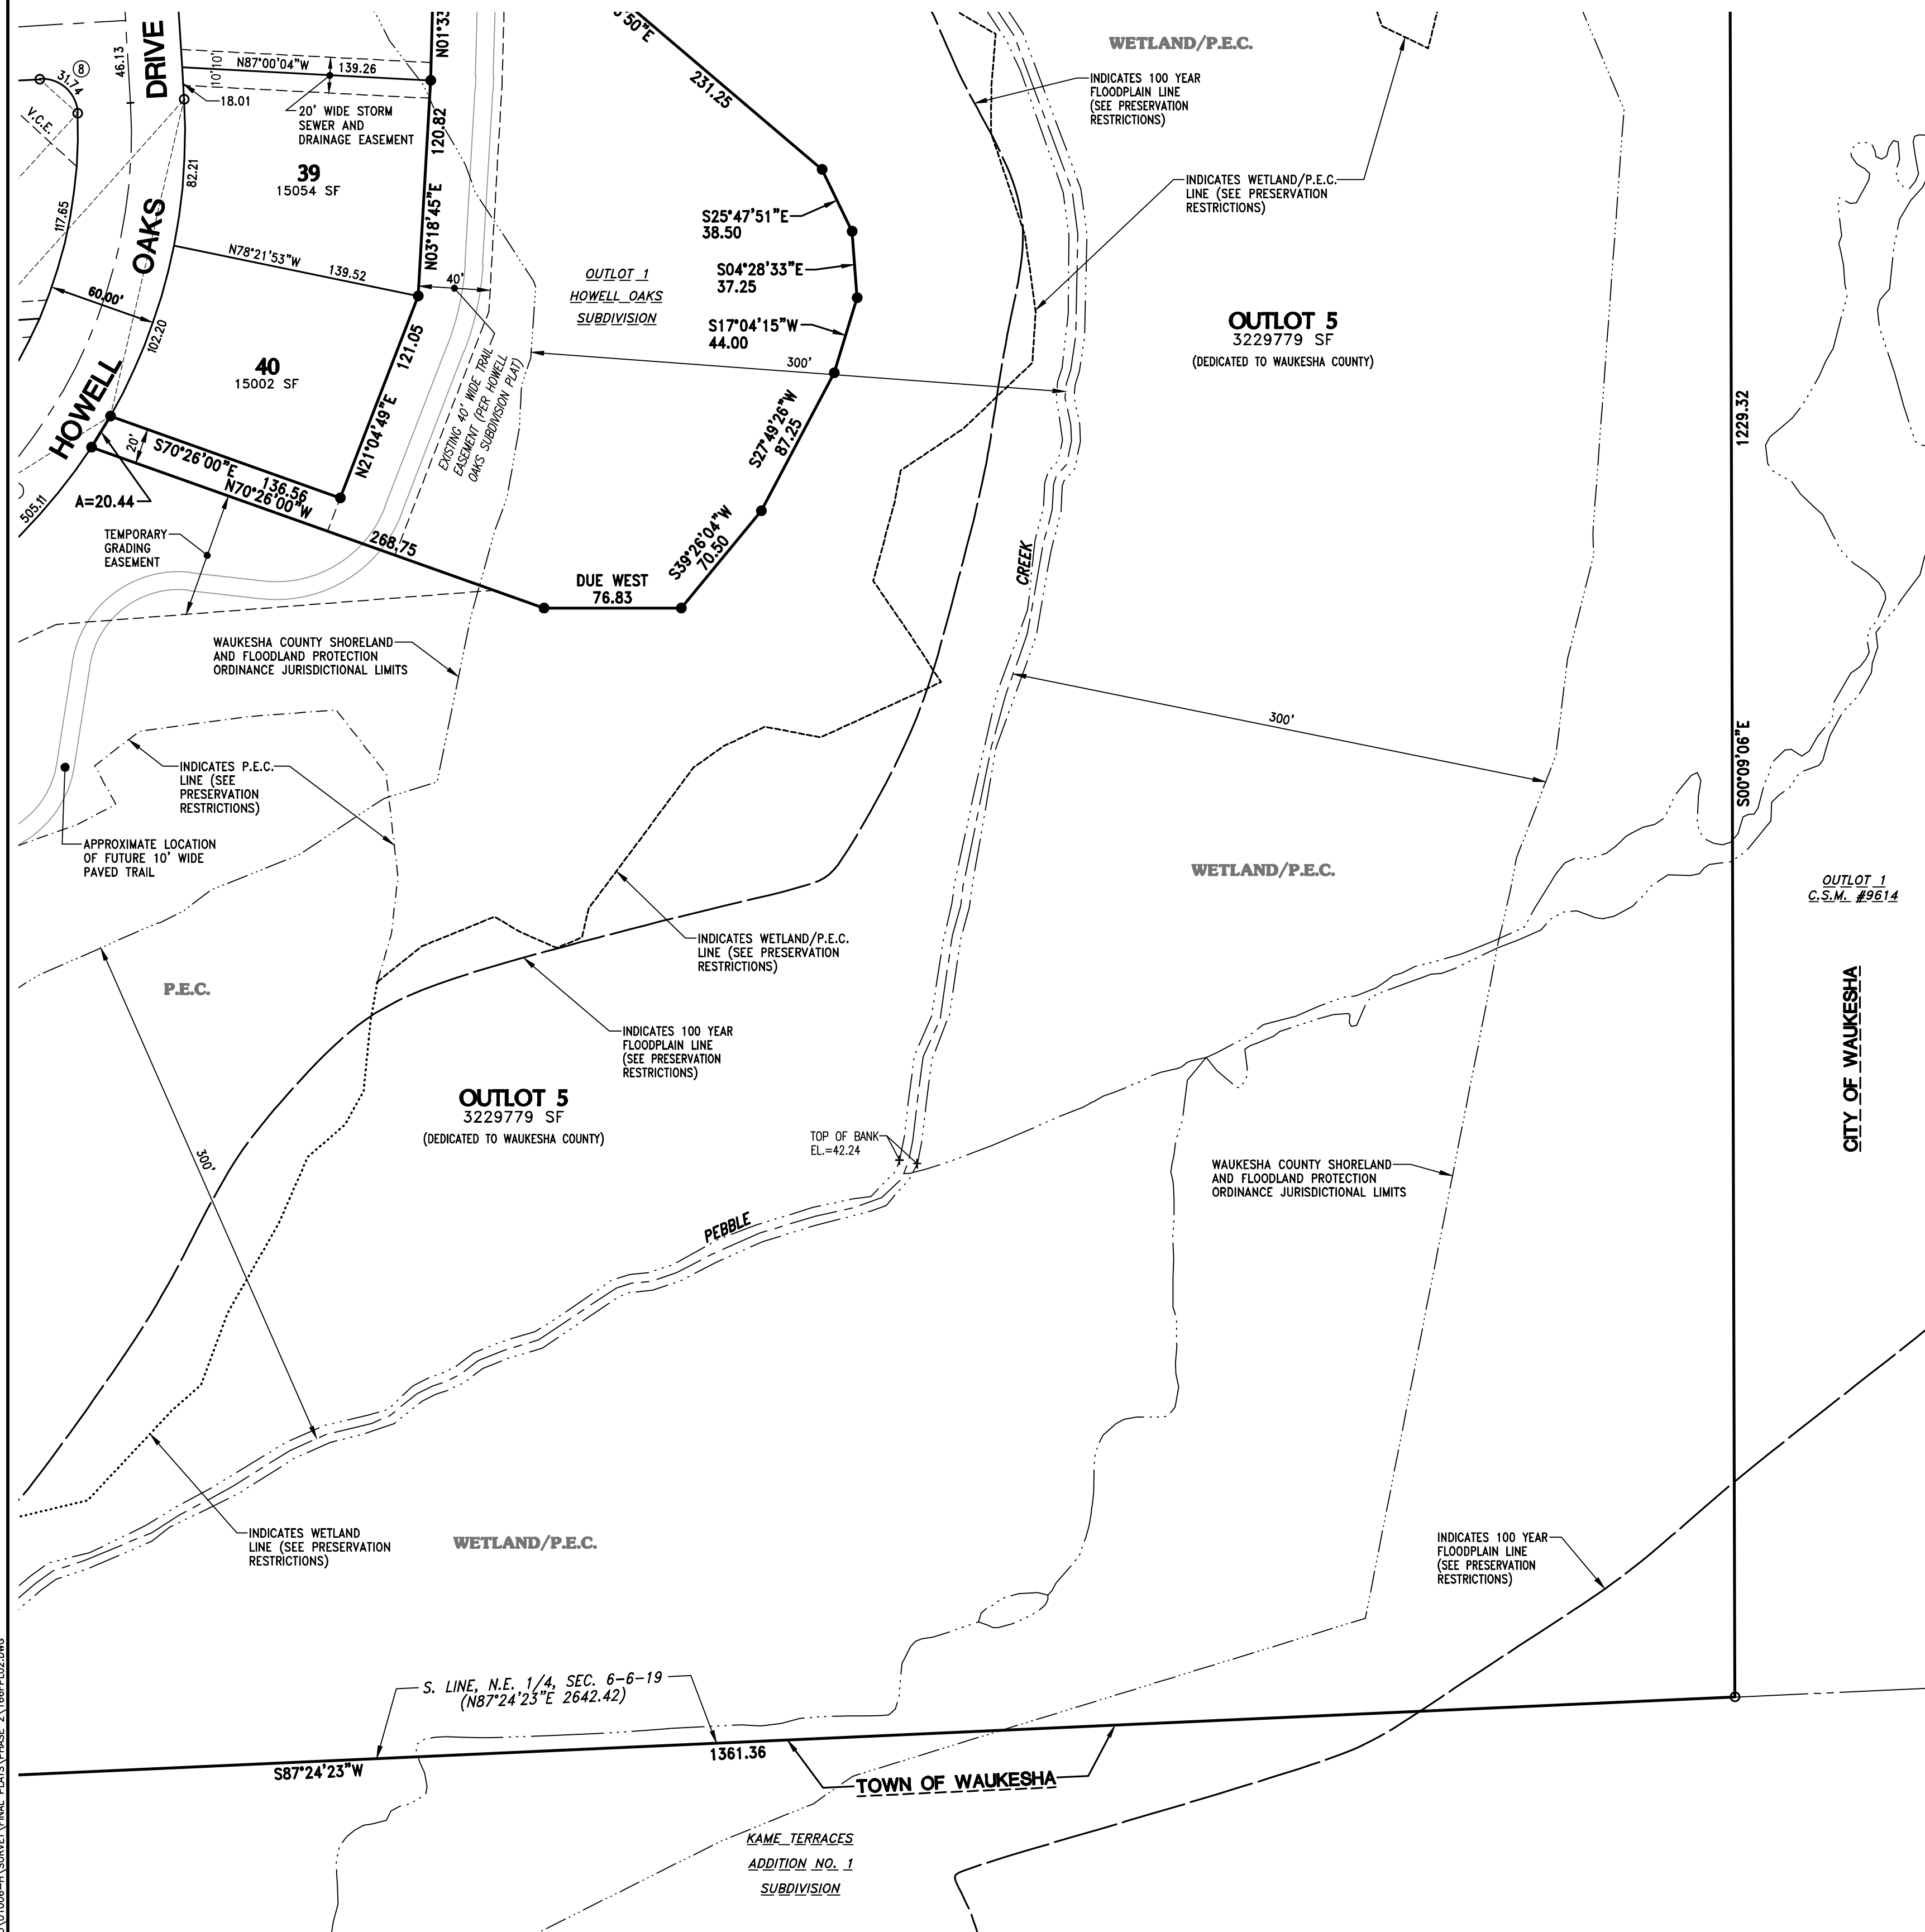 HOWELL OAKS DRIVE
46.13
31.74
8
V.C.E.
117.65
60.00'
505.11
N87°00'04"W 139.26
10' 10'
18.01
20' WIDE STORM
SEWER AND
DRAINAGE EASEMENT
82.21
39
15054 SF
120.82
N03°18'45"E
N78°21'53"W 139.52
102.20
40
15002 SF
121.05
N21°04'49"E
40'
EXISTING 40' WIDE TRAIL
EASEMENT (PER HOWELL
OAKS SUBDIVISION PLAT)
20'
S70°26'00"E 136.56
N70°26'00"W 268.75
A=20.44
TEMPORARY
GRADING
EASEMENT
231.25
S25°47'51"E
38.50
S04°28'33"E
37.25
S17°04'15"W
44.00
OUTLOT 1
HOWELL OAKS
SUBDIVISION
300'
S27°49'26"W
87.25
S39°26'04"W
70.50
DUE WEST
76.83
WETLAND/P.E.C.
INDICATES 100 YEAR
FLOODPLAIN LINE
(SEE PRESERVATION
RESTRICTIONS)
INDICATES WETLAND/P.E.C.
LINE (SEE PRESERVATION
RESTRICTIONS)
OUTLOT 5
3229779 SF
(DEDICATED TO WAUKESHA COUNTY)
1229.32
S00°09'06"E
CREEK
300'
WAUKESHA COUNTY SHORELAND
AND FLOODLAND PROTECTION
ORDINANCE JURISDICTIONAL LIMITS
INDICATES P.E.C.
LINE (SEE
PRESERVATION
RESTRICTIONS)
APPROXIMATE LOCATION
OF FUTURE 10' WIDE
PAVED TRAIL
WETLAND/P.E.C.
OUTLOT 1
C.S.M. #9614
CITY OF WAUKESHA
P.E.C.
INDICATES WETLAND/P.E.C.
LINE (SEE PRESERVATION
RESTRICTIONS)
INDICATES 100 YEAR
FLOODPLAIN LINE
(SEE PRESERVATION
RESTRICTIONS)
OUTLOT 5
3229779 SF
(DEDICATED TO WAUKESHA COUNTY)
300'
TOP OF BANK
EL.=42.24
PEBBLE
WAUKESHA COUNTY SHORELAND
AND FLOODLAND PROTECTION
ORDINANCE JURISDICTIONAL LIMITS
INDICATES WETLAND
LINE (SEE PRESERVATION
RESTRICTIONS)
WETLAND/P.E.C.
INDICATES 100 YEAR
FLOODPLAIN LINE
(SEE PRESERVATION
RESTRICTIONS)
S. LINE, N.E. 1/4, SEC. 6-6-19
(N87°24'23"E 2642.42)
S87°24'23"W
1361.36
TOWN OF WAUKESHA
KAME TERRACES
ADDITION NO. 1
SUBDIVISION